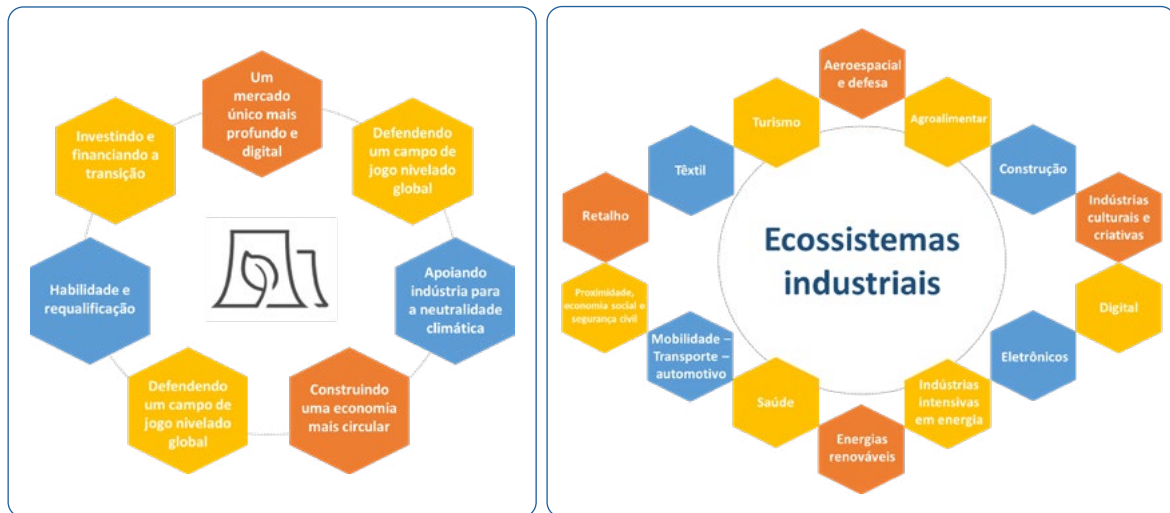 Um
mercado
único mais
profundo e
digital
Investindo e
financiando a
transição
Defendendo
um campo de
jogo nivelado
global
Habilidade e
requalificação
Apoiando
indústria para
a neutralidade
climática
Defendendo
um campo de
jogo nivelado
global
Construindo
uma economia
mais circular
Aeroespacial
e defesa
Turismo
Agroalimentar
Têxtil
Construção
Retalho
Indústrias
culturais e
criativas
Ecossistemas
industriais
Proximidade,
economia social e
segurança civil
Digital
Mobilidade –
Transporte –
automotivo
Eletrônicos
Saúde
Indústrias
intensivas
em energia
Energias
renováveis